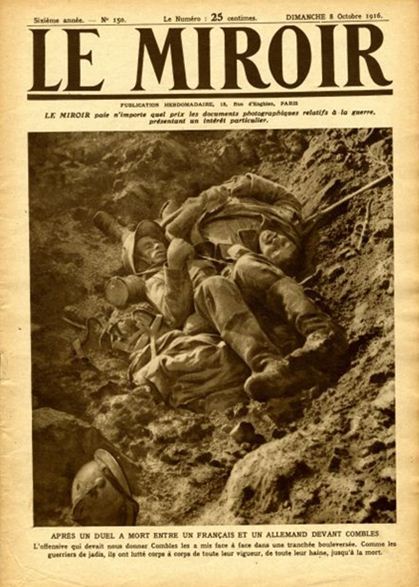 Sixième année. — N° 150. Le Numéro : 25 centimes. DIMANCHE 8 Octobre 1916.
LE MIROIR
PUBLICATION HEBDOMADAIRE, 18, Rue d'Enghien, PARIS
LE MIROIR paie n'importe quel prix les documents photographiques relatifs à la guerre,
présentant un intérêt particulier.
APRÈS UN DUEL A MORT ENTRE UN FRANÇAIS ET UN ALLEMAND DEVANT COMBLES
L'offensive qui devait nous donner Combles les a mis face à face dans une tranchée bouleversée. Comme les
guerriers de jadis, ils ont lutté corps à corps de toute leur vigueur, de toute leur haine, jusqu'à la mort.